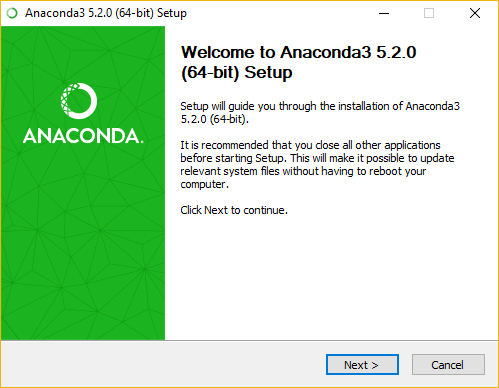 Anaconda3 5.2.0 (64-bit) Setup
Welcome to Anaconda3 5.2.0
(64-bit) Setup
ANACONDA.
Setup will guide you through the installation of Anaconda3
5.2.0 (64-bit).
It is recommended that you close all other applications
before starting Setup. This will make it possible to update
relevant system files without having to reboot your
computer.
Click Next to continue.
Next >
Cancel